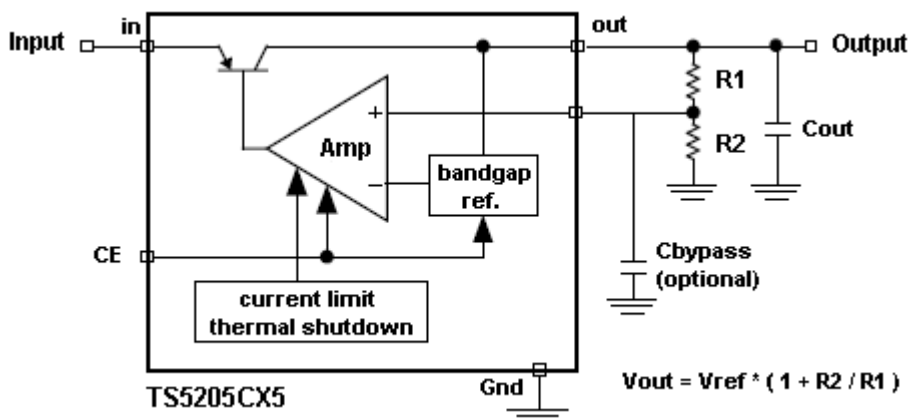 in
out
Input
Output
R1
+
Amp
R2
Cout
bandgap
ref.
−
CE
Cbypass
(optional)
current limit
thermal shutdown
Gnd
Vout = Vref * ( 1 + R2 / R1 )
TS5205CX5